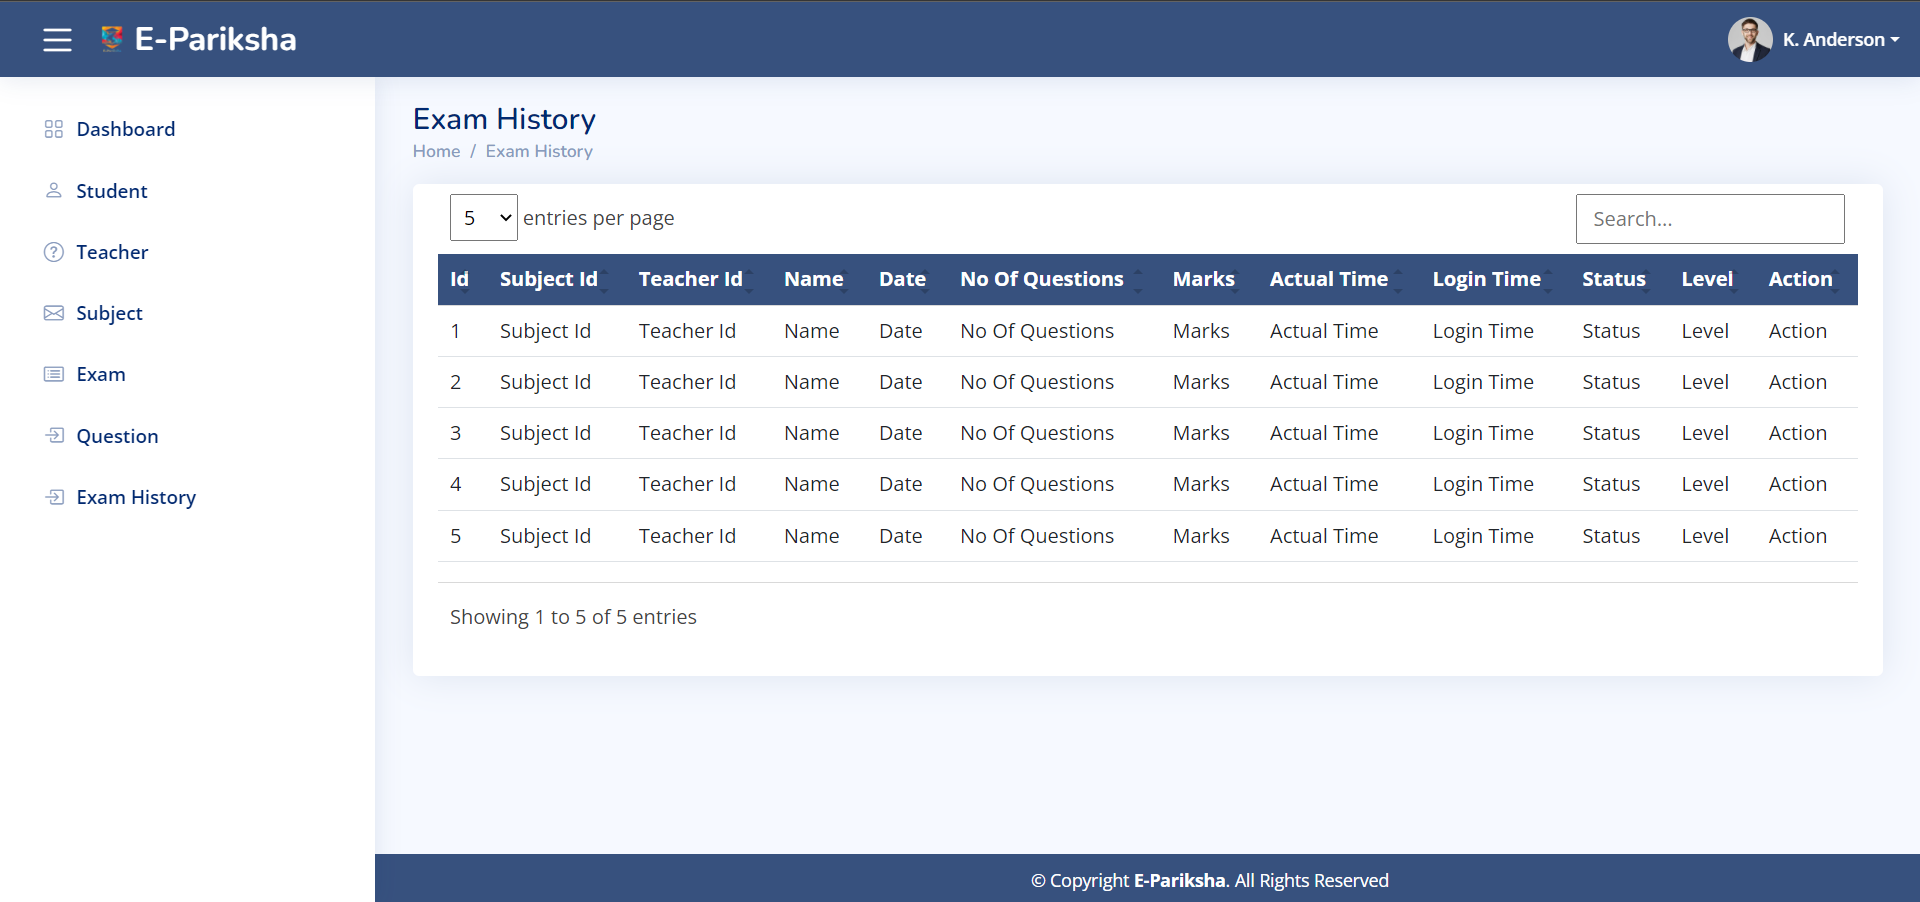 E-Pariksha
K. Anderson
Dashboard
Student
Teacher
Subject
Exam
Question
Exam History
Exam History
Home / Exam History
5 entries per page
Search...
Id Subject Id Teacher Id Name Date No Of Questions Marks Actual Time Login Time Status Level Action
1 Subject Id Teacher Id Name Date No Of Questions Marks Actual Time Login Time Status Level Action
2 Subject Id Teacher Id Name Date No Of Questions Marks Actual Time Login Time Status Level Action
3 Subject Id Teacher Id Name Date No Of Questions Marks Actual Time Login Time Status Level Action
4 Subject Id Teacher Id Name Date No Of Questions Marks Actual Time Login Time Status Level Action
5 Subject Id Teacher Id Name Date No Of Questions Marks Actual Time Login Time Status Level Action
Showing 1 to 5 of 5 entries
© Copyright E-Pariksha. All Rights Reserved